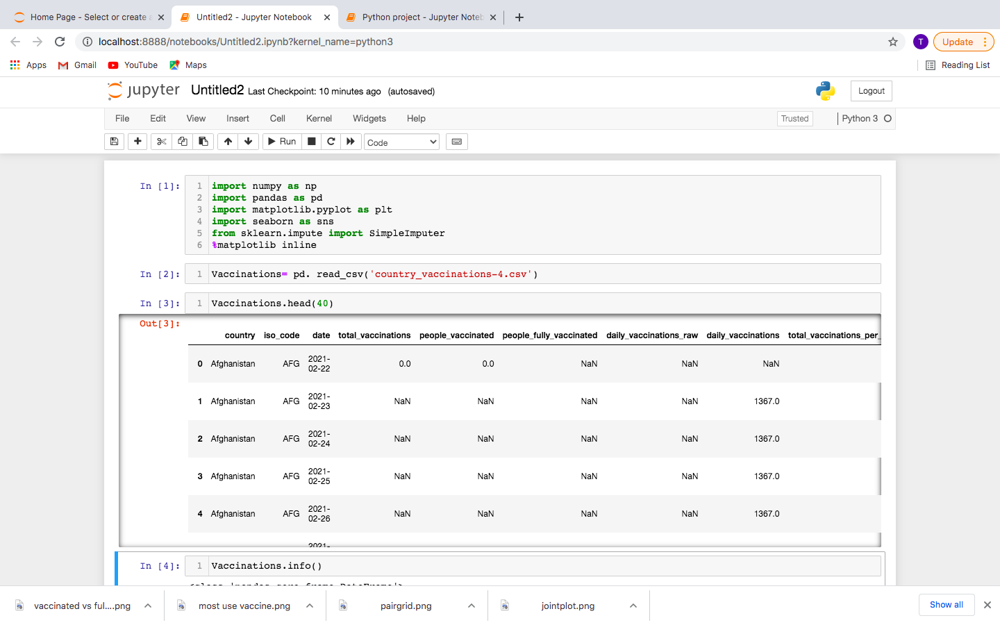 Home Page - Select or create a
Untitled2 - Jupyter Notebook
Python project - Jupyter Noteb
localhost:8888/notebooks/Untitled2.ipynb?kernel_name=python3
T
Update
Apps
Gmail
YouTube
Maps
Reading List
jupyter Untitled2 Last Checkpoint: 10 minutes ago (autosaved)
Logout
File Edit View Insert Cell Kernel Widgets Help
Trusted
Python 3
Run
Code
In [1]:
1 import numpy as np
2 import pandas as pd
3 import matplotlib.pyplot as plt
4 import seaborn as sns
5 from sklearn.impute import SimpleImputer
6 %matplotlib inline
In [2]: 1 Vaccinations= pd. read_csv('country_vaccinations-4.csv')
In [3]: 1 Vaccinations.head(40)
Out[3]:
country iso_code date total_vaccinations people_vaccinated people_fully_vaccinated daily_vaccinations_raw daily_vaccinations total_vaccinations_per_
0 Afghanistan AFG 2021-02-22 0.0 0.0 NaN NaN NaN
1 Afghanistan AFG 2021-02-23 NaN NaN NaN NaN 1367.0
2 Afghanistan AFG 2021-02-24 NaN NaN NaN NaN 1367.0
3 Afghanistan AFG 2021-02-25 NaN NaN NaN NaN 1367.0
4 Afghanistan AFG 2021-02-26 NaN NaN NaN NaN 1367.0
2021-
In [4]: 1 Vaccinations.info()
<class 'pandas.core.frame.DataFrame'>
vaccinated vs ful....png
most use vaccine.png
pairgrid.png
jointplot.png
Show all